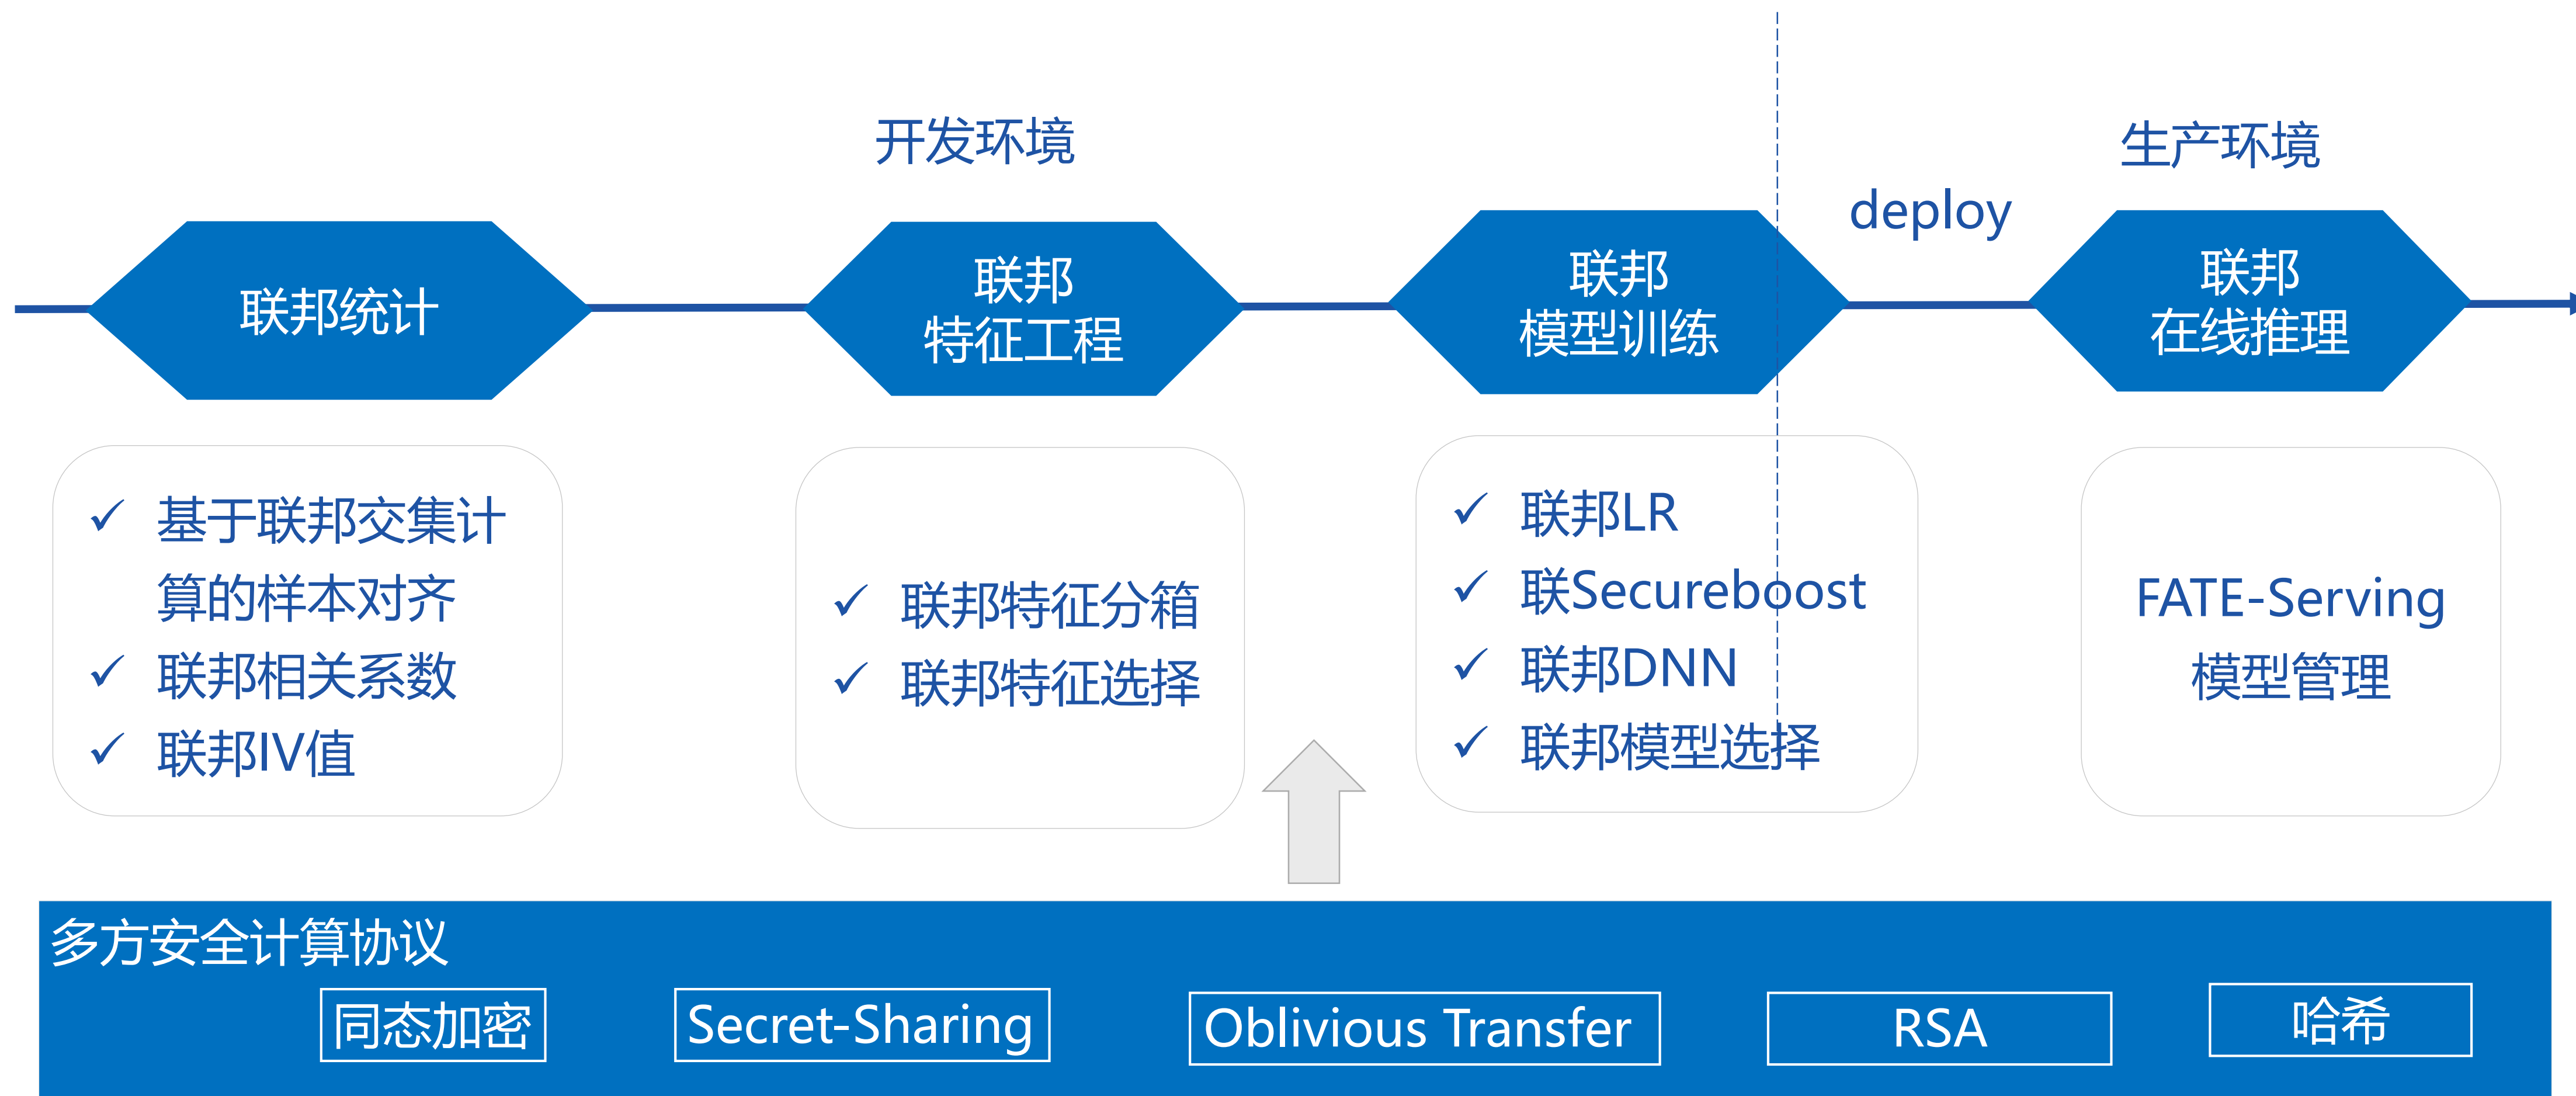 开发环境
生产环境
deploy
联邦统计
联邦
特征工程
联邦
模型训练
联邦
在线推理
✓ 基于联邦交集计
算的样本对齐
✓ 联邦相关系数
✓ 联邦IV值
✓ 联邦特征分箱
✓ 联邦特征选择
✓ 联邦LR
✓ 联Secureboost
✓ 联邦DNN
✓ 联邦模型选择
FATE-Serving
模型管理
多方安全计算协议
同态加密
Secret-Sharing
Oblivious Transfer
RSA
哈希